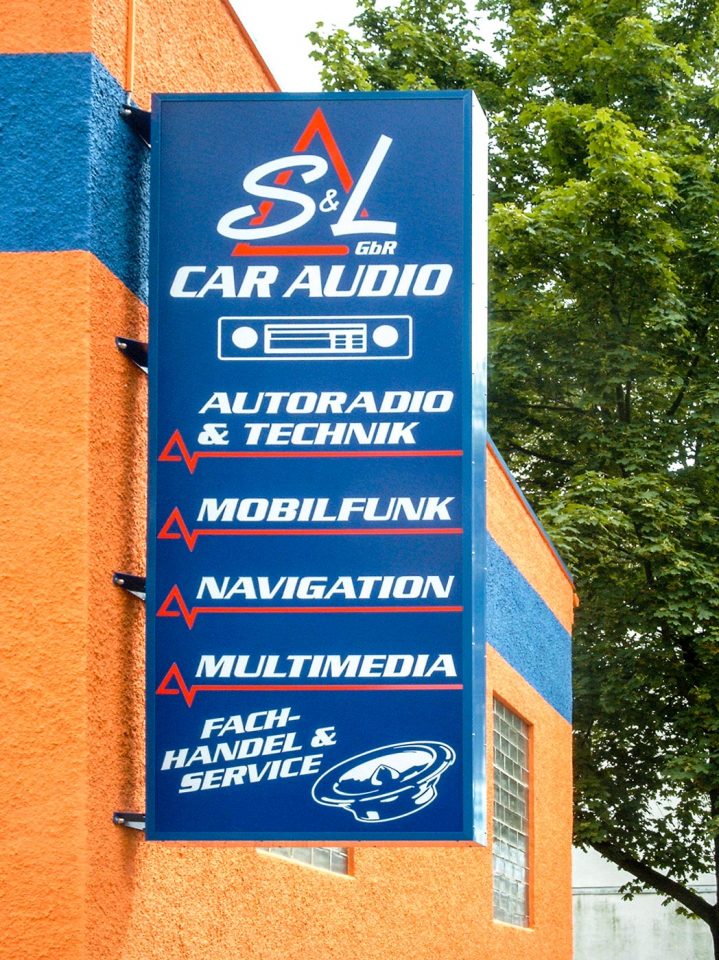 S & L
GbR
CAR AUDIO
AUTORADIO
& TECHNIK
MOBILFUNK
NAVIGATION
MULTIMEDIA
FACH-
HANDEL &
SERVICE